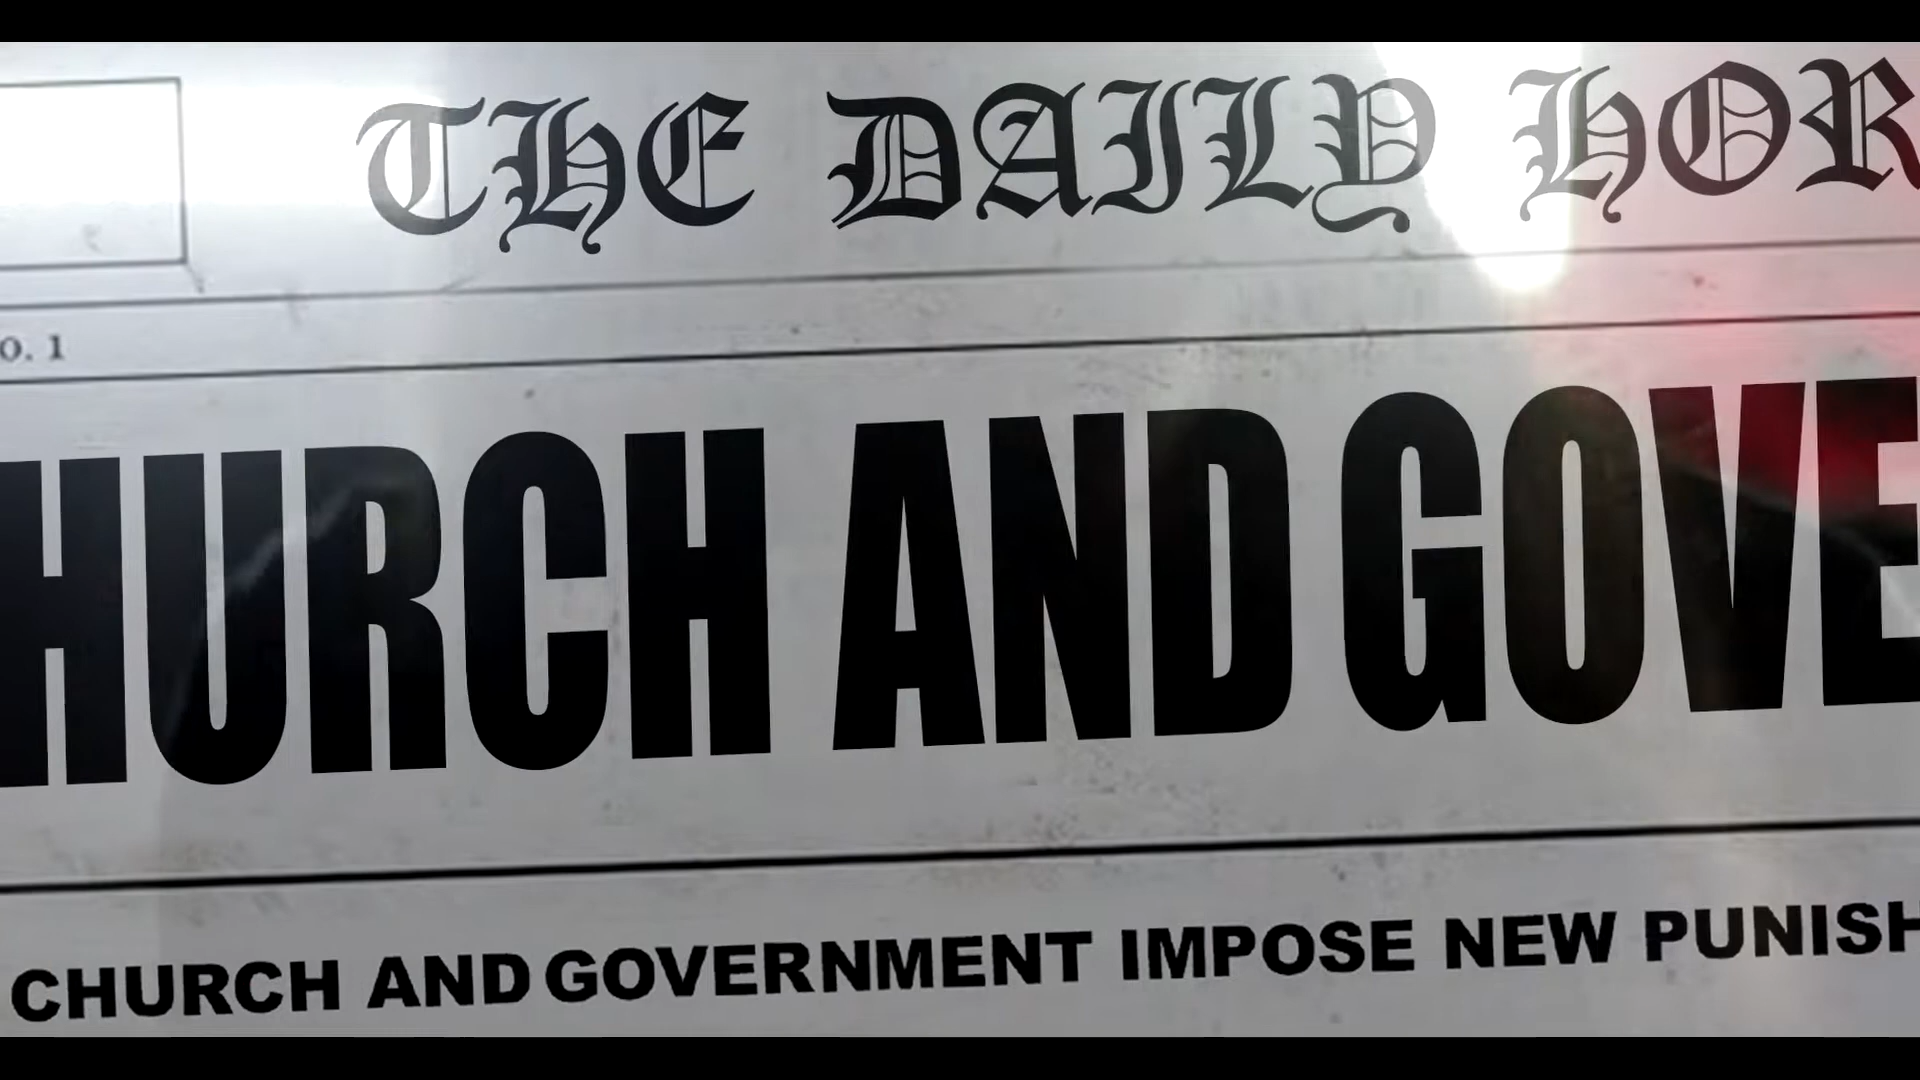 THE DAILY HOR
O. 1
HURCH AND GOVE
CHURCH AND GOVERNMENT IMPOSE NEW PUNISH